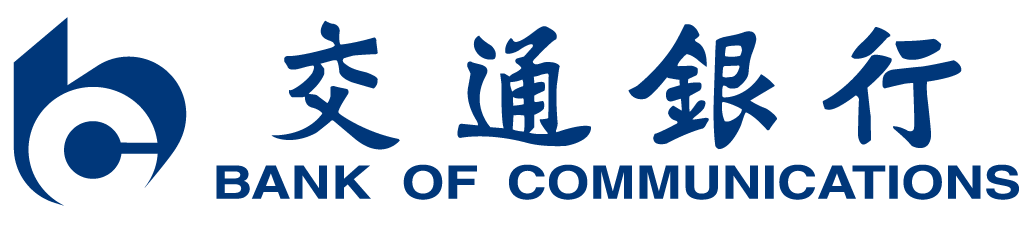 交通銀行
BANK OF COMMUNICATIONS